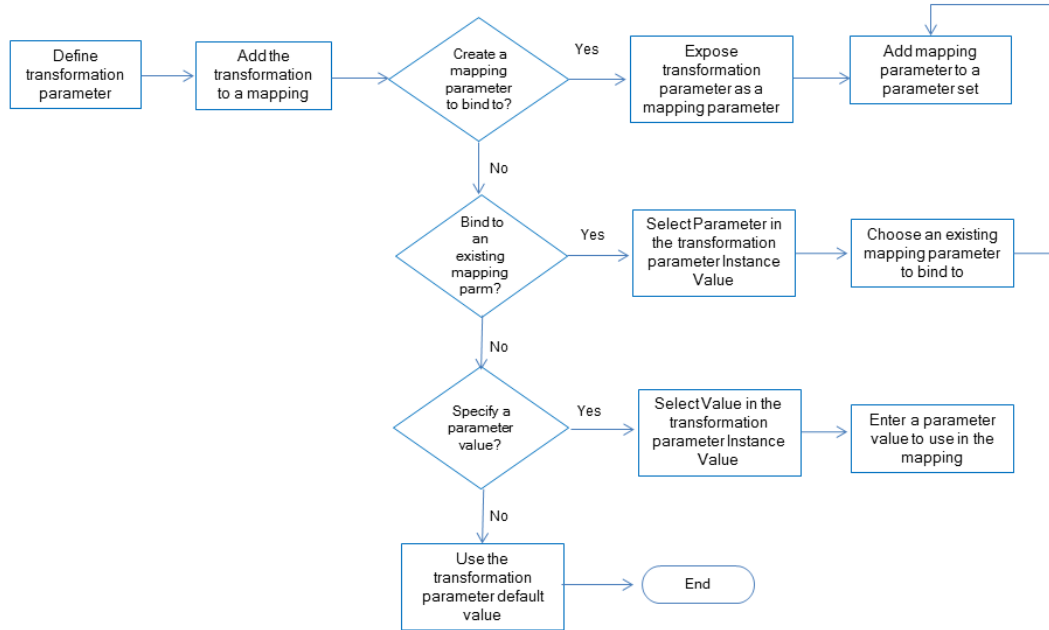 Define
transformation
parameter
Add the
transformation
to a mapping
Create a
mapping
parameter
to bind to?
Yes
Expose
transformation
parameter as a
mapping parameter
Add mapping
parameter to a
parameter set
No
Bind to
an
existing
mapping
parm?
Yes
Select Parameter in
the transformation
parameter Instance
Value
Choose an existing
mapping parameter
to bind to
No
Specify a
parameter
value?
Yes
Select Value in the
transformation
parameter Instance
Value
Enter a parameter
value to use in the
mapping
No
Use the
transformation
parameter default
value
End